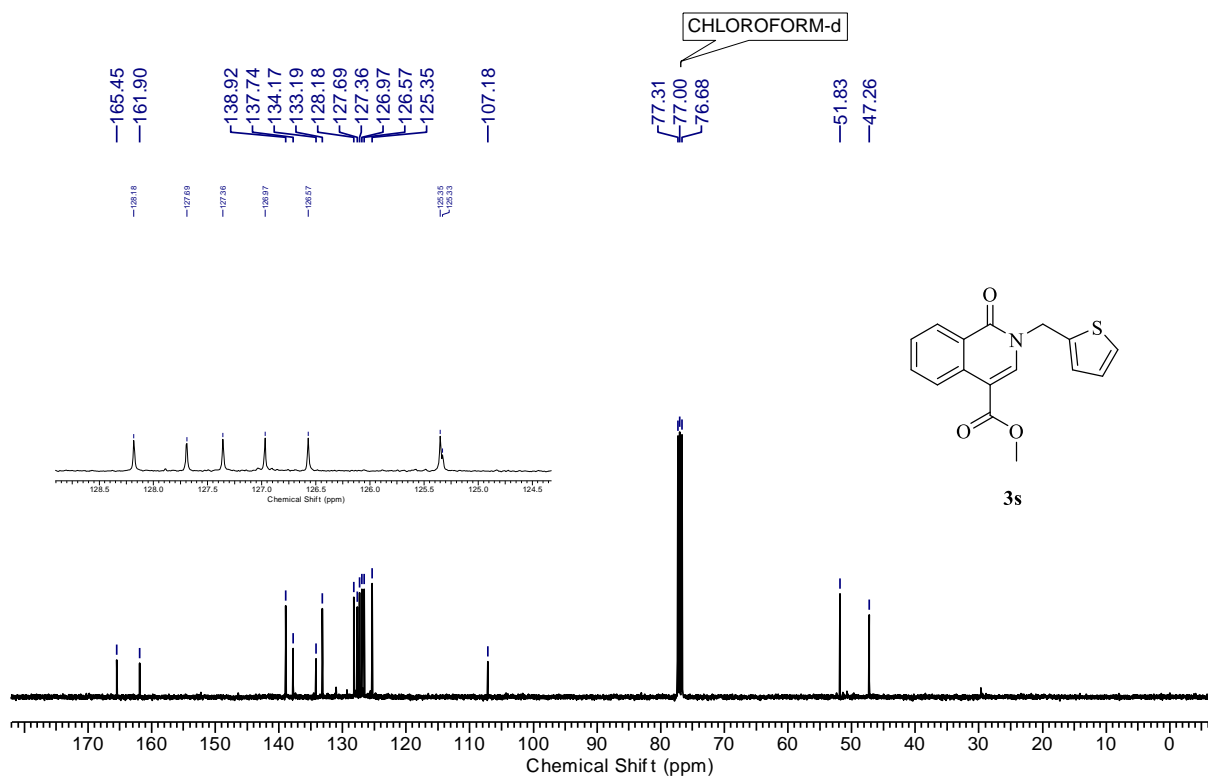 CHLOROFORM-d
165.45
161.90
138.92
137.74
134.17
133.19
128.18
127.69
127.36
126.97
126.57
125.35
107.18
77.31
77.00
76.68
51.83
47.26
128.18
127.69
127.36
126.97
126.57
125.35
125.33
O
N
S
O
O
3s
128.5 128.0 127.5 127.0 126.5 126.0 125.5 125.0 124.5
Chemical Shift (ppm)
170 160 150 140 130 120 110 100 90 80 70 60 50 40 30 20 10 0
Chemical Shift (ppm)